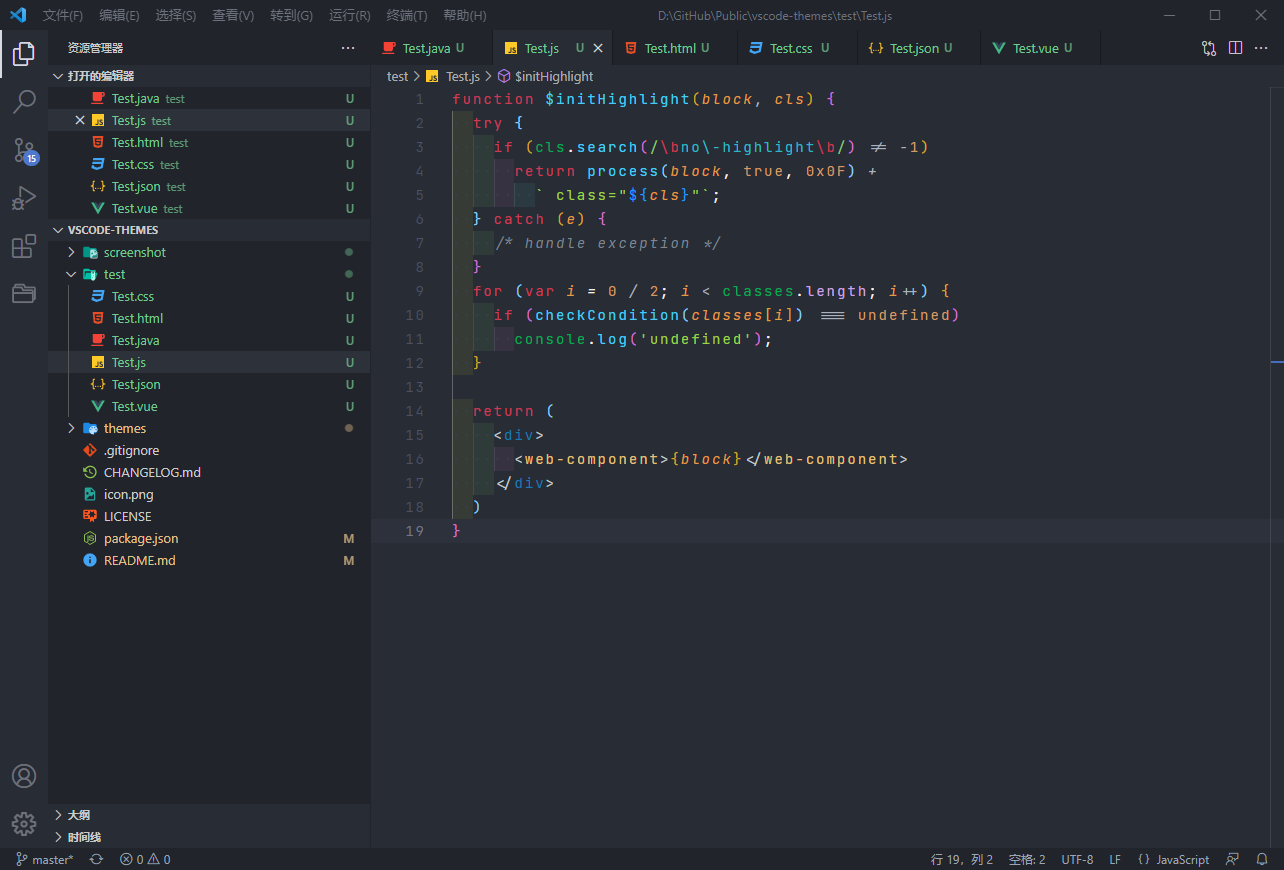 文件(F) 编辑(E) 选择(S) 查看(V) 转到(G) 运行(R) 终端(T) 帮助(H) D:\GitHub\Public\vscode-themes\test\Test.js
资源管理器
Test.java U Test.js U Test.html U Test.css U Test.json U Test.vue U
打开的编辑器
Test.java test U
Test.js test U
Test.html test U
Test.css test U
Test.json test U
Test.vue test U
VSCODE-THEMES
screenshot
test
Test.css U
Test.html U
Test.java U
Test.js U
Test.json U
Test.vue U
themes
.gitignore
CHANGELOG.md
icon.png
LICENSE
package.json M
README.md M
大纲
时间线
15
test > Test.js > $initHighlight
1 function $initHighlight(block, cls) {
2 try {
3 if (cls.search(/\bno\-highlight\b/) != -1)
4 return process(block, true, 0x0F) +
5 ` class="${cls}"`;
6 } catch (e) {
7 /* handle exception */
8 }
9 for (var i = 0 / 2; i < classes.length; i++) {
10 if (checkCondition(classes[i]) === undefined)
11 console.log('undefined');
12 }
13
14 return (
15 <div>
16 <web-component>{block}</web-component>
17 </div>
18 )
19 }
master* 0 0 行 19，列 2 空格: 2 UTF-8 LF {} JavaScript